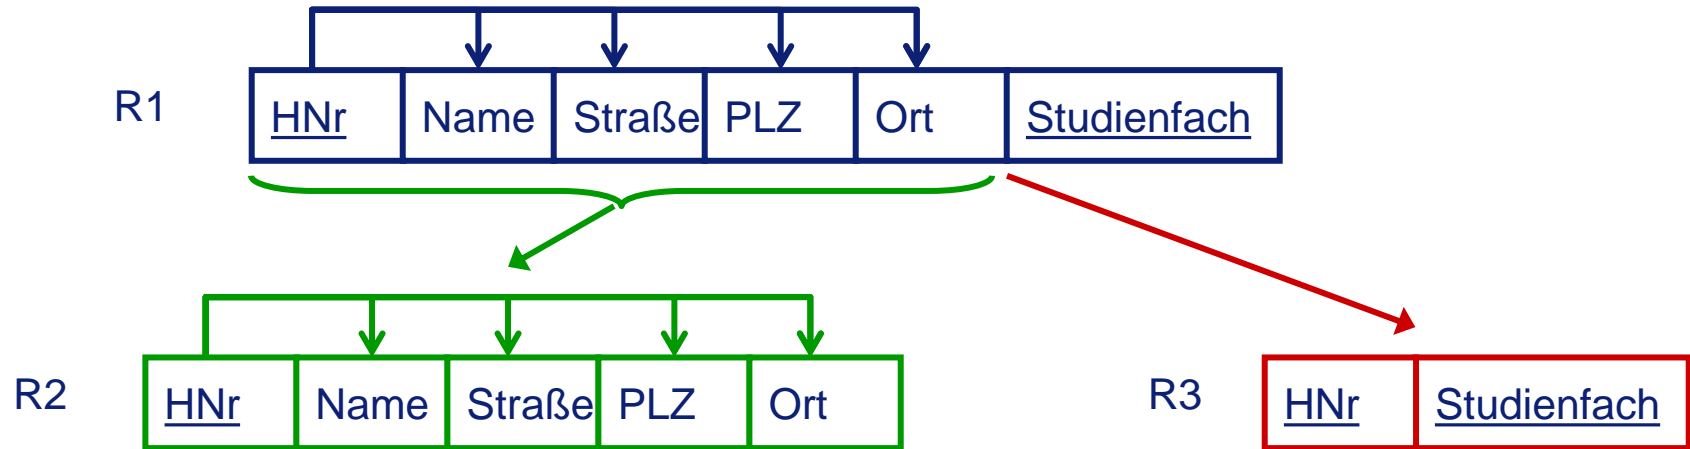 R1 HNr Name Straße PLZ Ort Studienfach
R2 HNr Name Straße PLZ Ort R3 HNr Studienfach